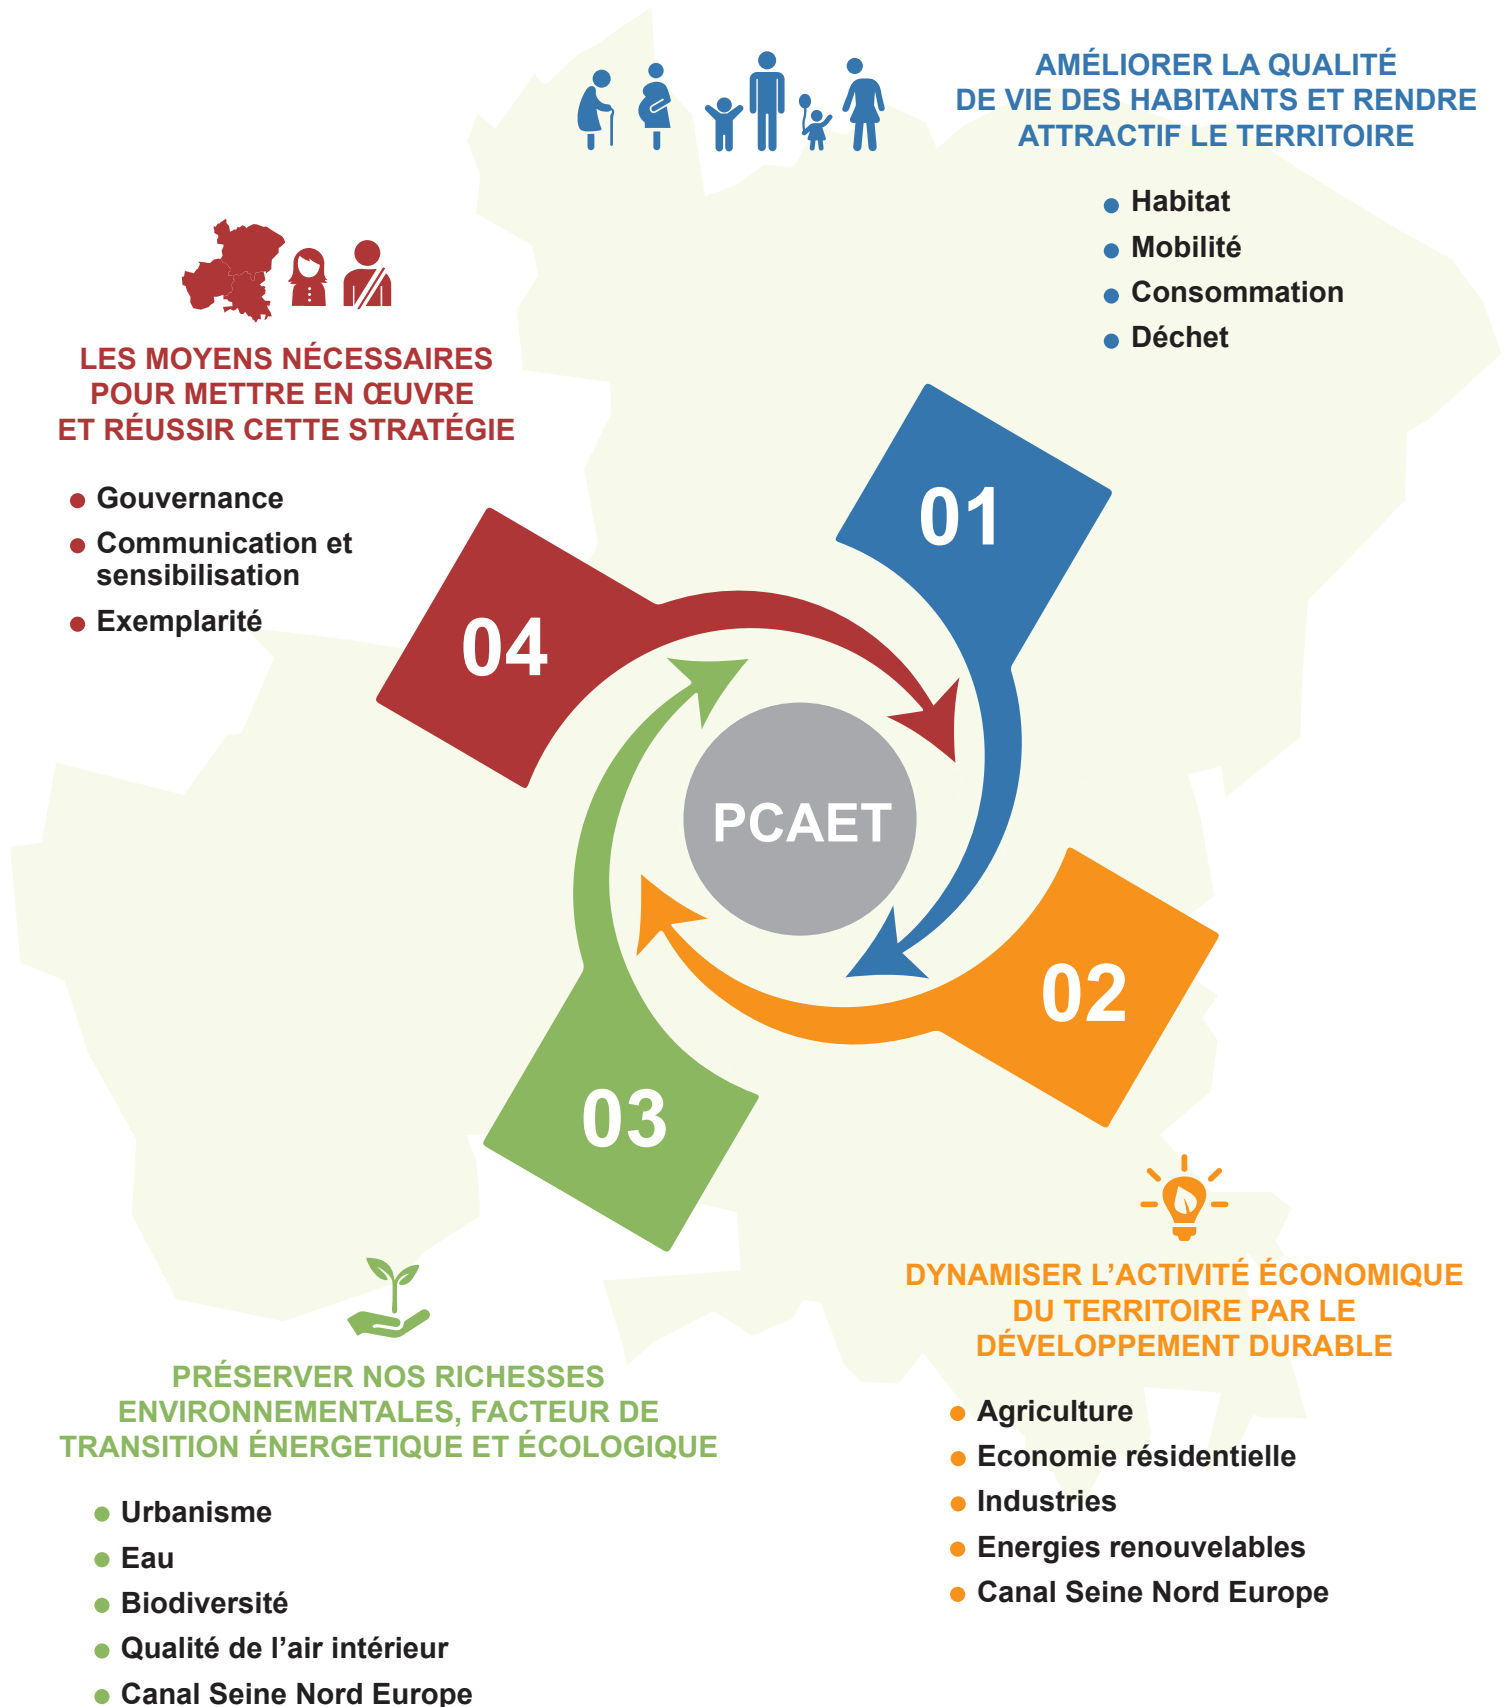 AMÉLIORER LA QUALITÉ
DE VIE DES HABITANTS ET RENDRE
ATTRACTIF LE TERRITOIRE
Habitat
Mobilité
Consommation
Déchet
LES MOYENS NÉCESSAIRES
POUR METTRE EN ŒUVRE
ET RÉUSSIR CETTE STRATÉGIE
Gouvernance
Communication et
sensibilisation
Exemplarité
01
04
PCAET
02
03
DYNAMISER L’ACTIVITÉ ÉCONOMIQUE
DU TERRITOIRE PAR LE
DÉVELOPPEMENT DURABLE
Agriculture
Economie résidentielle
Industries
Energies renouvelables
Canal Seine Nord Europe
PRÉSERVER NOS RICHESSES
ENVIRONNEMENTALES, FACTEUR DE
TRANSITION ÉNERGETIQUE ET ÉCOLOGIQUE
Urbanisme
Eau
Biodiversité
Qualité de l’air intérieur
Canal Seine Nord Europe